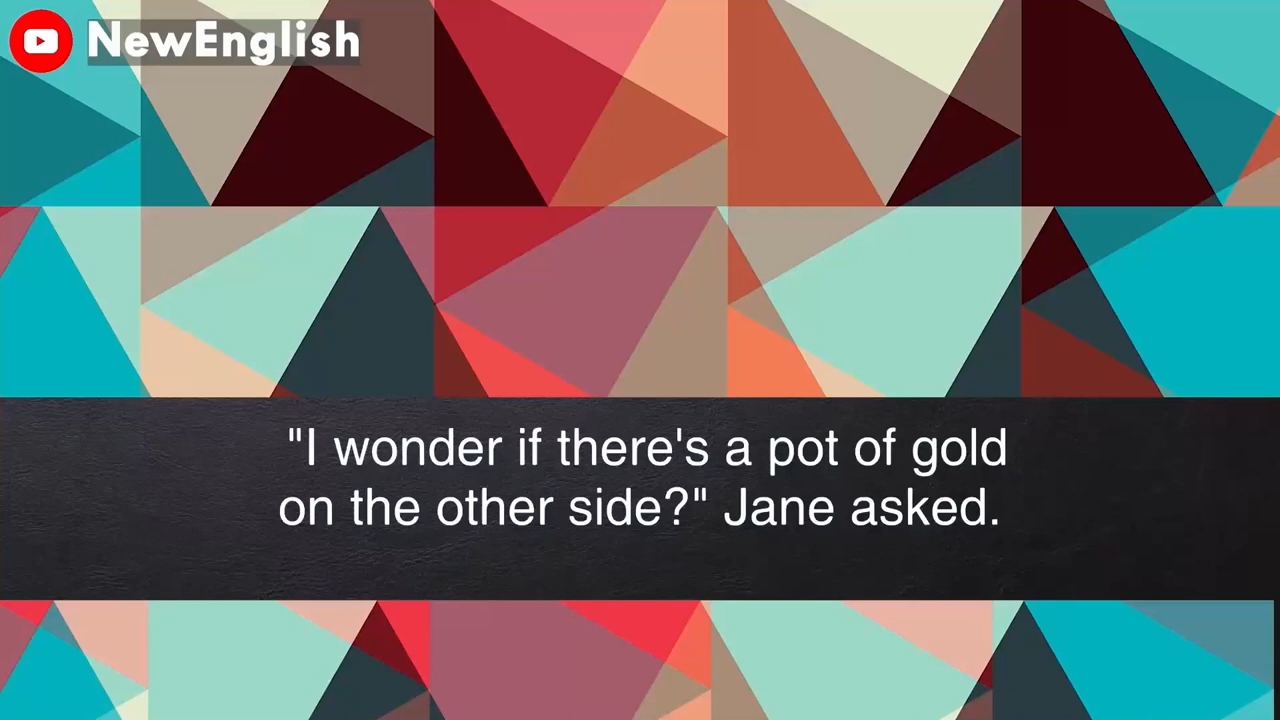 NewEnglish
"I wonder if there's a pot of gold
on the other side?" Jane asked.